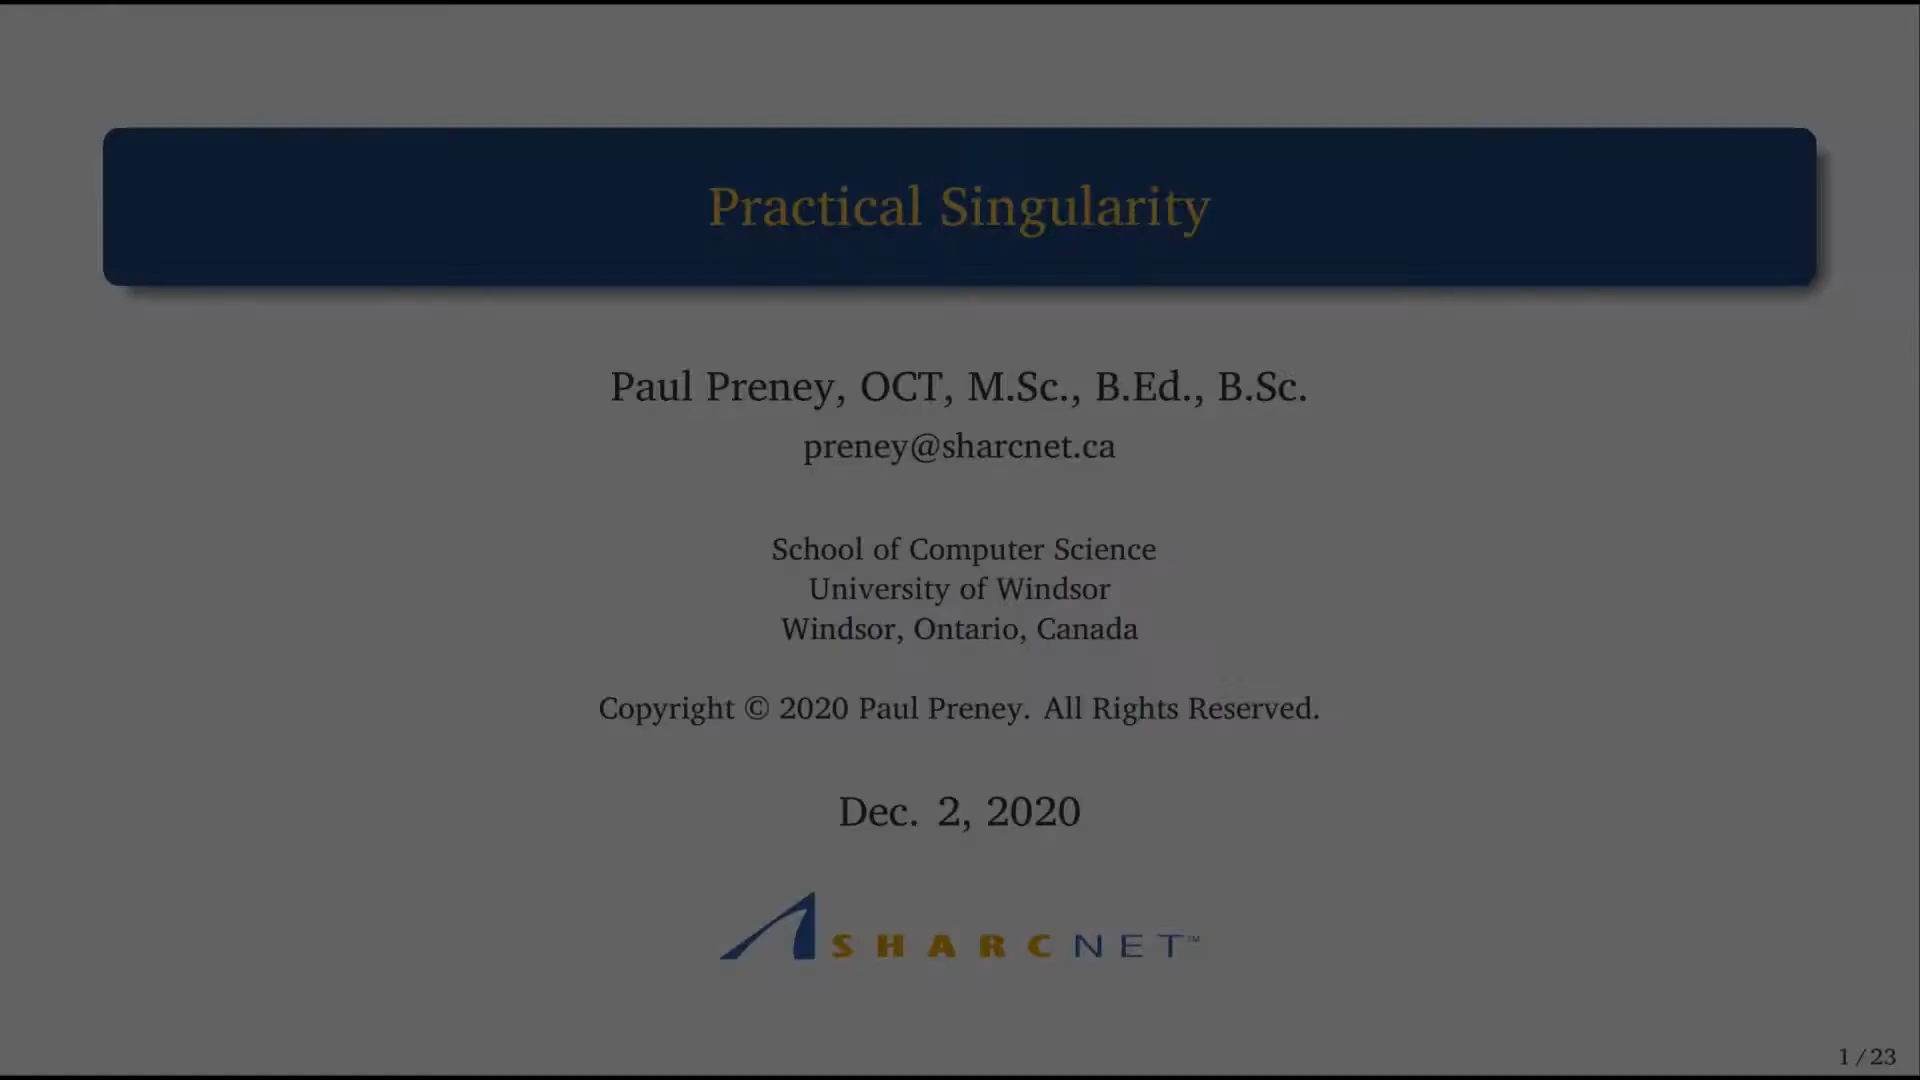 Practical Singularity
Paul Preney, OCT, M.Sc., B.Ed., B.Sc.
preney@sharcnet.ca
School of Computer Science
University of Windsor
Windsor, Ontario, Canada
Copyright © 2020 Paul Preney. All Rights Reserved.
Dec. 2, 2020
SHARCNET™
1 / 23